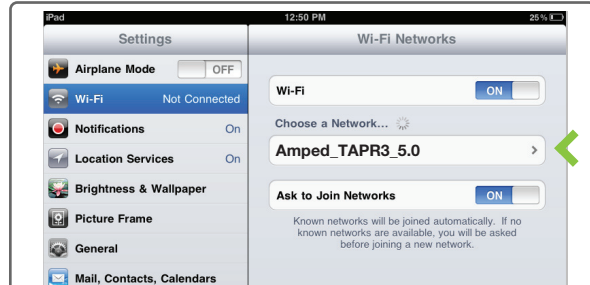 iPad 12:50 PM 25%
Settings
Wi-Fi Networks
Airplane Mode OFF
Wi-Fi Not Connected
Notifications On
Location Services On
Brightness & Wallpaper
Picture Frame
General
Mail, Contacts, Calendars
Wi-Fi ON
Choose a Network...
Amped_TAPR3_5.0
Ask to Join Networks ON
Known networks will be joined automatically. If no
known networks are available, you will be asked
before joining a new network.